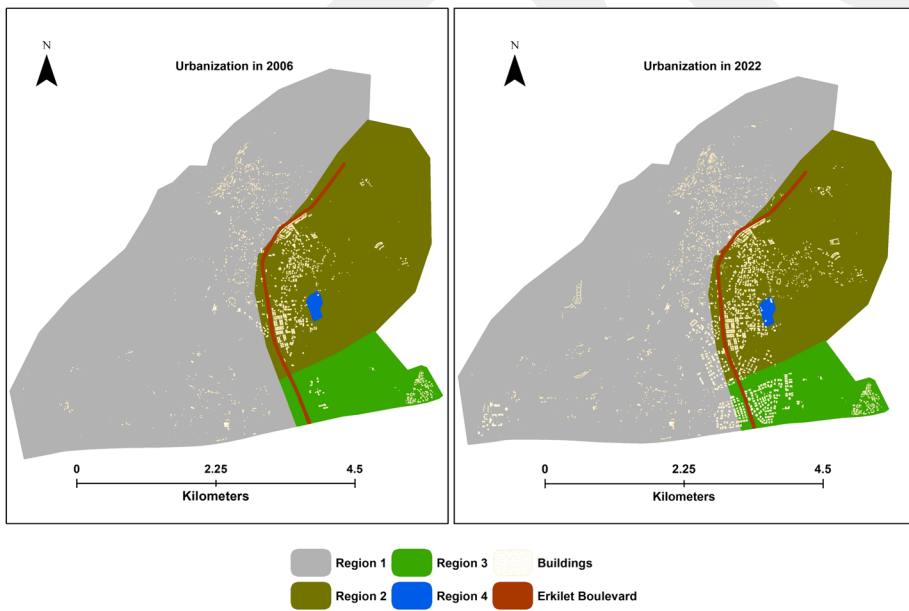 Urbanization in 2006
N
0 2.25 4.5
Kilometers
Urbanization in 2022
N
0 2.25 4.5
Kilometers
Region 1 Region 3 Buildings
Region 2 Region 4 Erkilet Boulevard